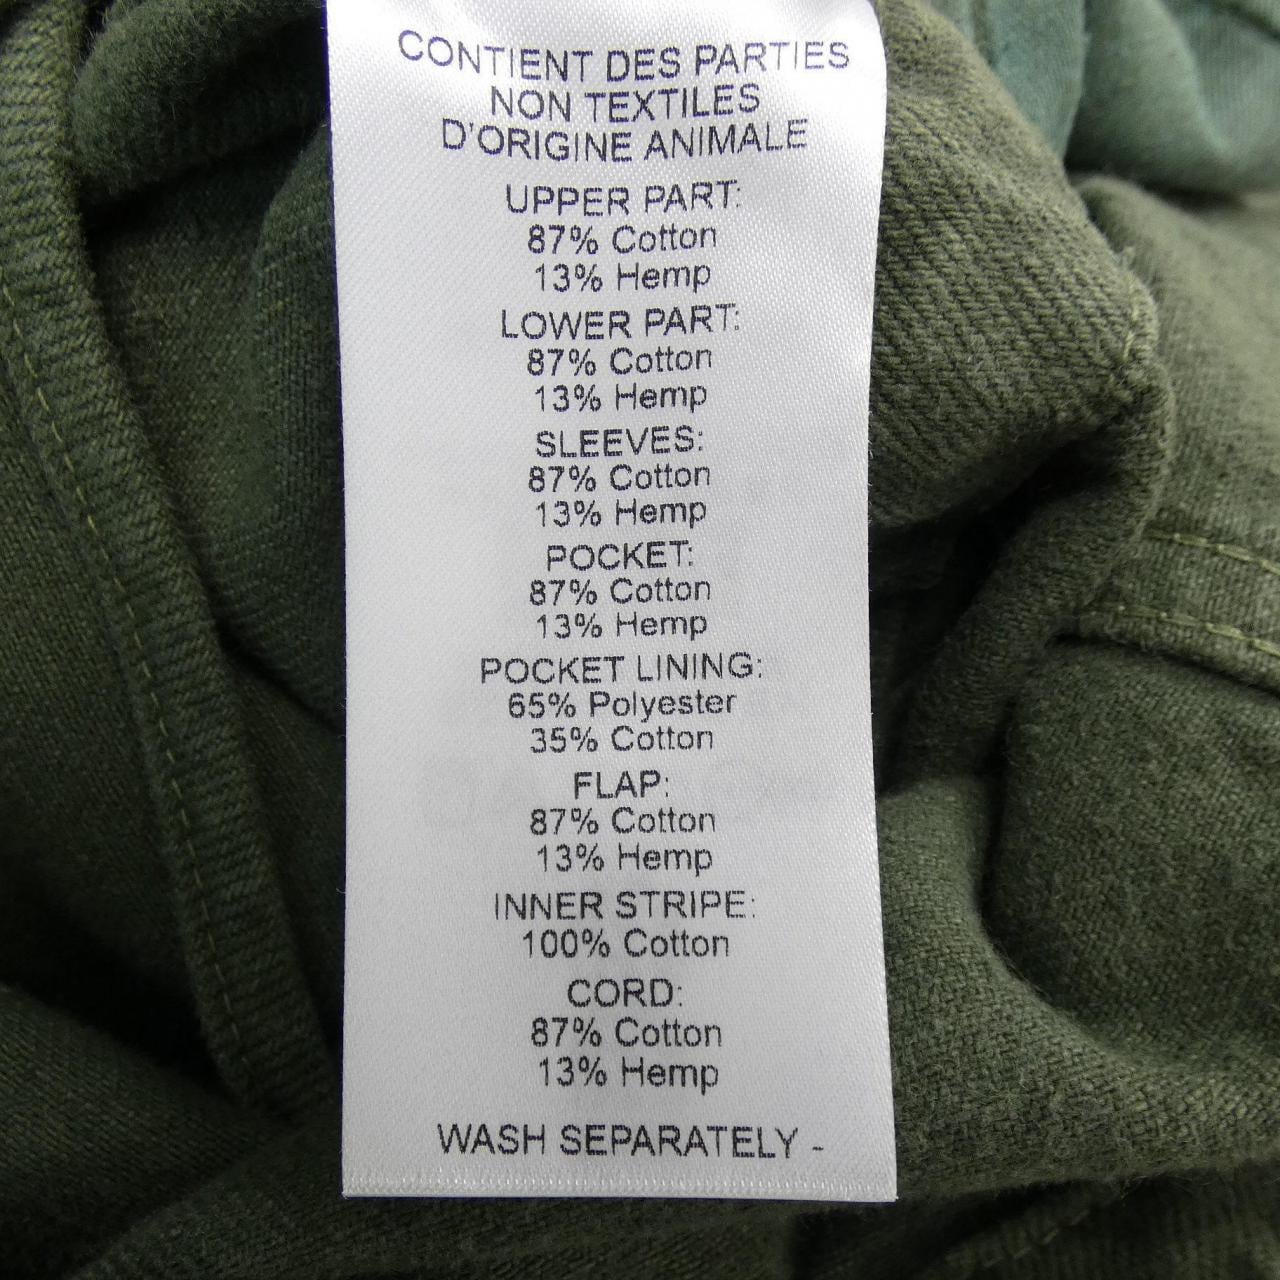 CONTIENT DES PARTIES
NON TEXTILES
D'ORIGINE ANIMALE
UPPER PART:
87% Cotton
13% Hemp
LOWER PART:
87% Cotton
13% Hemp
SLEEVES:
87% Cotton
13% Hemp
POCKET:
87% Cotton
13% Hemp
POCKET LINING:
65% Polyester
35% Cotton
FLAP:
87% Cotton
13% Hemp
INNER STRIPE:
100% Cotton
CORD:
87% Cotton
13% Hemp
WASH SEPARATELY -